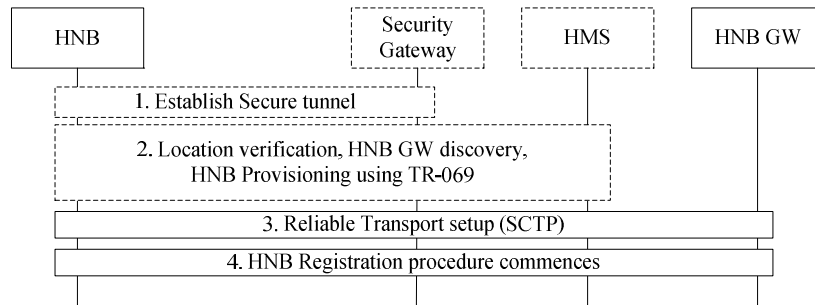 HNB
Security
Gateway
HMS
HNB GW
1. Establish Secure tunnel
2. Location verification, HNB GW discovery,
HNB Provisioning using TR-069
3. Reliable Transport setup (SCTP)
4. HNB Registration procedure commences